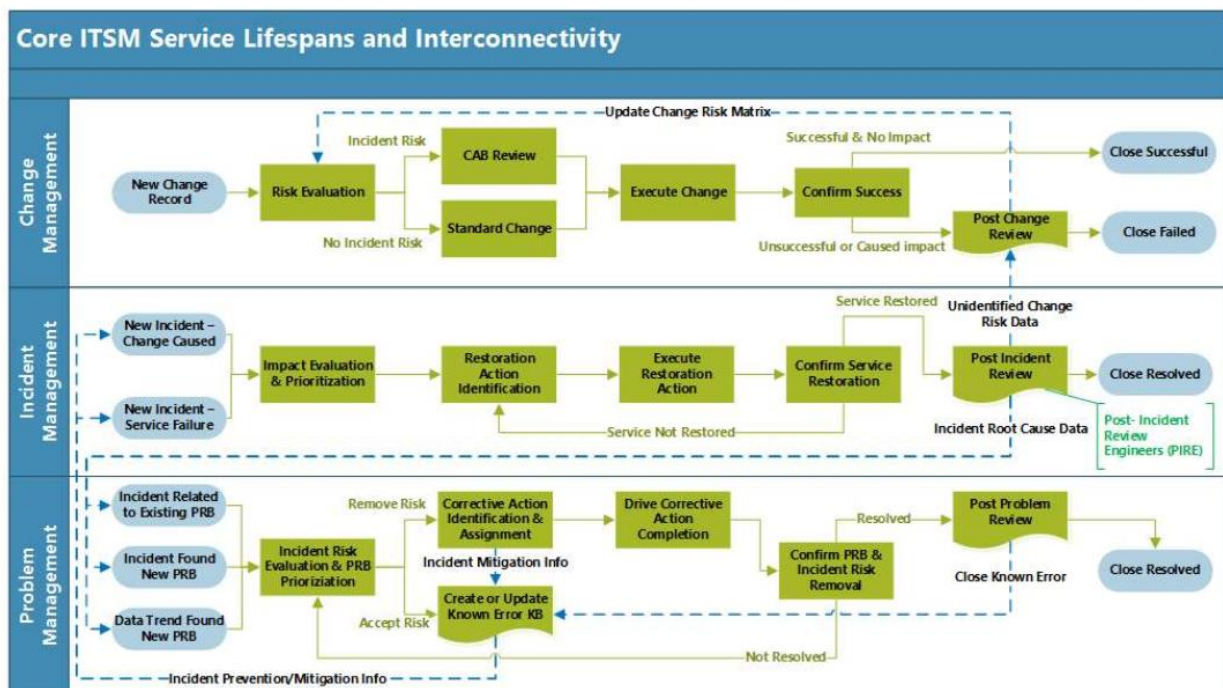 Core ITSM Service Lifespans and Interconnectivity
Change
Management
Update Change Risk Matrix
Incident Risk
Successful & No Impact
CAB Review
Close Successful
New Change
Record
Risk Evaluation
Execute Change
Confirm Success
Standard Change
Post Change
Review
Close Failed
No Incident Risk
Unsuccessful or Caused impact
Incident
Management
Service Restored
Unidentified Change
Risk Data
New Incident –
Change Caused
Impact Evaluation
& Prioritization
Restoration
Action
Identification
Execute
Restoration
Action
Confirm Service
Restoration
Post Incident
Review
Close Resolved
New Incident –
Service Failure
Service Not Restored
Incident Root Cause Data
Post- Incident
Review
Engineers (PIRE)
Problem
Management
Incident Related
to Existing PRB
Remove Risk
Corrective Action
Identification &
Assignment
Drive Corrective
Action
Completion
Resolved
Post Problem
Review
Incident Found
New PRB
Incident Risk
Evaluation & PRB
Prioriziation
Incident Mitigation Info
Confirm PRB &
Incident Risk
Removal
Close Known Error
Close Resolved
Data Trend Found
New PRB
Accept Risk
Create or Update
Known Error KB
Not Resolved
Incident Prevention/Mitigation Info